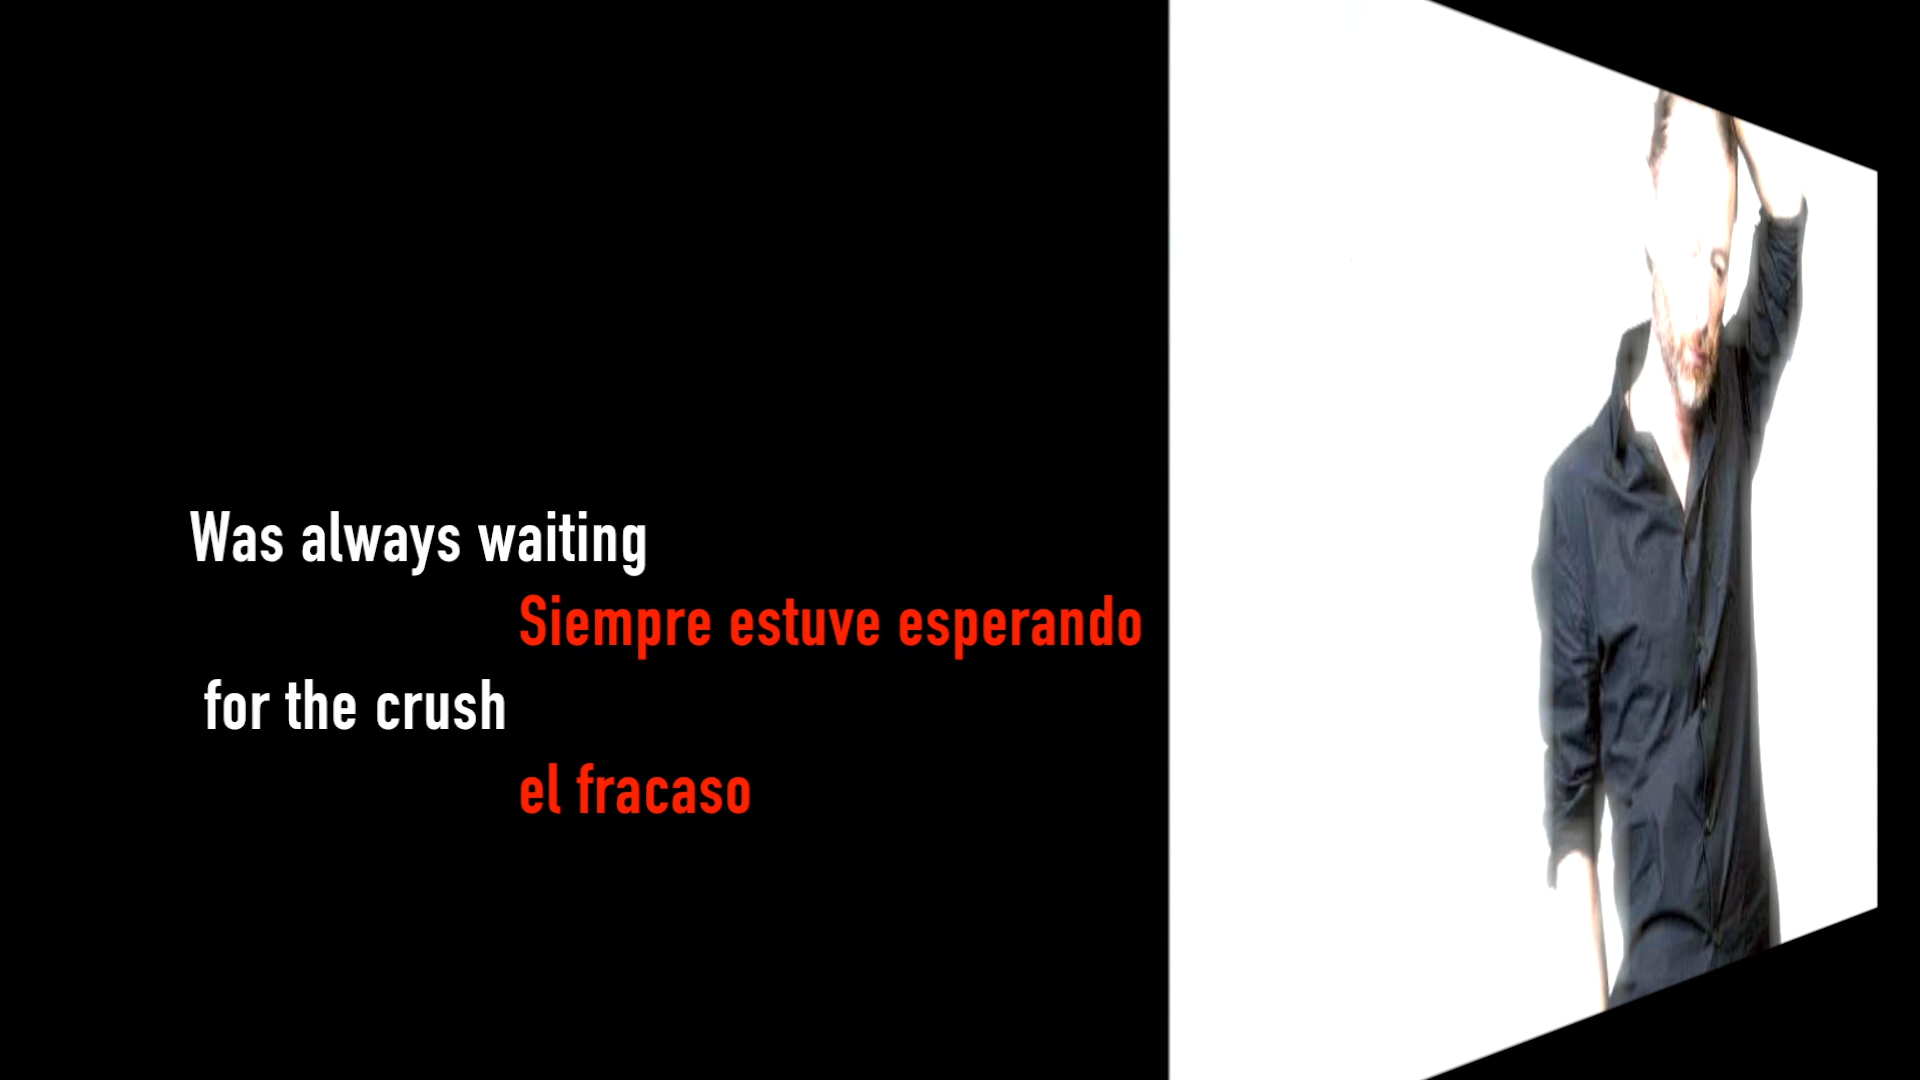 Was always waiting
Siempre estuve esperando
for the crush
el fracaso